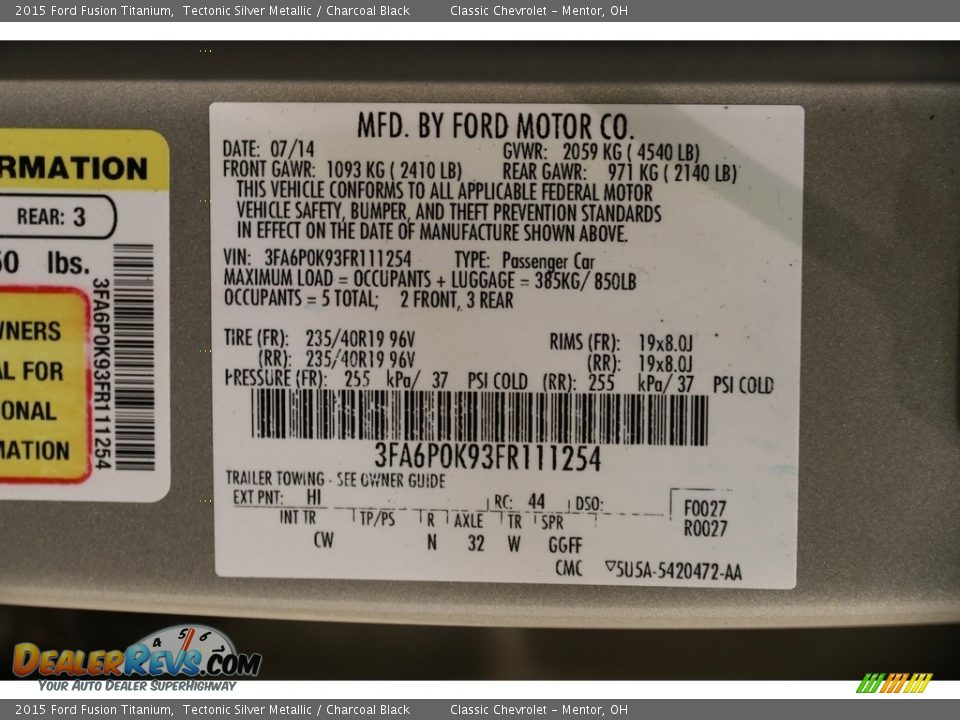 2015 Ford Fusion Titanium,  Tectonic Silver Metallic / Charcoal Black     Classic Chevrolet - Mentor, OH
RMATION
REAR: 3
lbs.
3FA6P0K93FR111254
WNERS
AL FOR
IONAL
MATION
MFD. BY FORD MOTOR CO.
DATE: 07/14 GVWR: 2059 KG ( 4540 LB)
FRONT GAWR: 1093 KG ( 2410 LB) REAR GAWR: 971 KG ( 2140 LB)
THIS VEHICLE CONFORMS TO ALL APPLICABLE FEDERAL MOTOR
VEHICLE SAFETY, BUMPER, AND THEFT PREVENTION STANDARDS
IN EFFECT ON THE DATE OF MANUFACTURE SHOWN ABOVE.
VIN: 3FA6P0K93FR111254 TYPE: Passenger Car
MAXIMUM LOAD = OCCUPANTS + LUGGAGE = 385KG/ 850LB
OCCUPANTS = 5 TOTAL; 2 FRONT, 3 REAR
TIRE (FR): 235/40R19 96V RIMS (FR): 19x8.0J
(RR): 235/40R19 96V (RR): 19x8.0J
PRESSURE (FR): 255 kPa/ 37 PSI COLD (RR): 255 kPa/ 37 PSI COLD
3FA6P0K93FR111254
TRAILER TOWING - SEE OWNER GUIDE
EXT PNT: HI RC: 44 DSO: F0027
INT TR TP/PS R AXLE TR SPR R0027
CW N 32 W GGFF
CMC ▽5U5A-5420472-AA
DEALERREVS.COM
4 5 6
YOUR AUTO DEALER SUPERHIGHWAY
2015 Ford Fusion Titanium,  Tectonic Silver Metallic / Charcoal Black     Classic Chevrolet - Mentor, OH